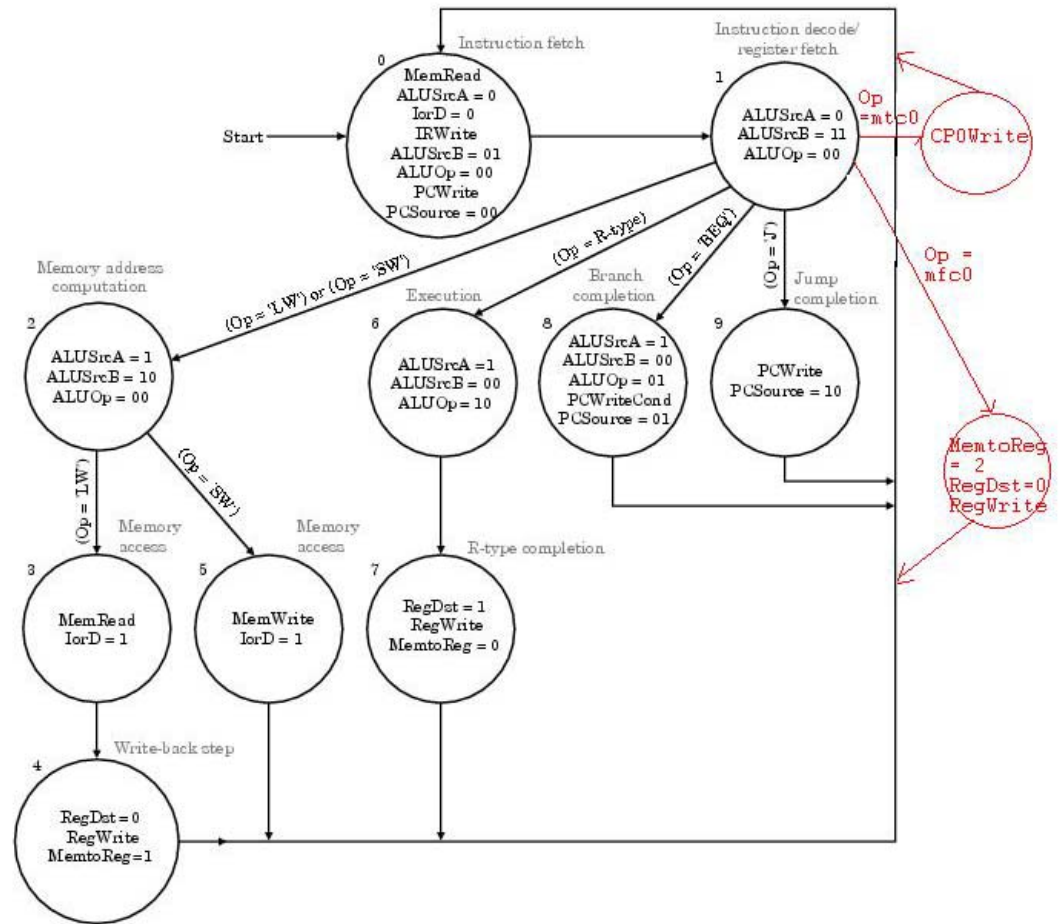 Instruction fetch
0
MemRead
ALUSrcA = 0
IorD = 0
IRWrite
ALUSrcB = 01
ALUOp = 00
PCWrite
PCSource = 00
Start
Instruction decode/
register fetch
1
ALUSrcA = 0
ALUSrcB = 11
ALUOp = 00
Op
=mtc0
CP0Write
Op =
mfc0
MemtoReg
= 2
RegDst=0
RegWrite
(Op = 'LW') or (Op = 'SW')
(Op = R-type)
(Op = 'BEQ')
(Op = 'J')
Memory address
computation
2
ALUSrcA = 1
ALUSrcB = 10
ALUOp = 00
Execution
6
ALUSrcA =1
ALUSrcB = 00
ALUOp = 10
Branch
completion
8
ALUSrcA = 1
ALUSrcB = 00
ALUOp = 01
PCWriteCond
PCSource = 01
Jump
completion
9
PCWrite
PCSource = 10
(Op = 'LW')
(Op = 'SW')
Memory
access
3
MemRead
IorD = 1
Memory
access
5
MemWrite
IorD = 1
R-type completion
7
RegDst = 1
RegWrite
MemtoReg = 0
Write-back step
4
RegDst = 0
RegWrite
MemtoReg=1